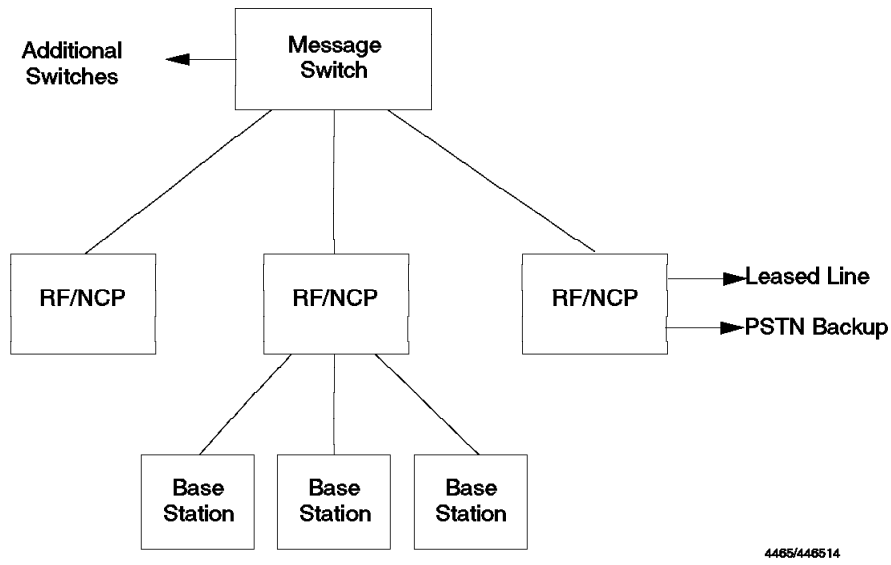 Additional
Switches
Message
Switch
RF/NCP
RF/NCP
RF/NCP
Leased Line
PSTN Backup
Base
Station
Base
Station
Base
Station
4465/446514